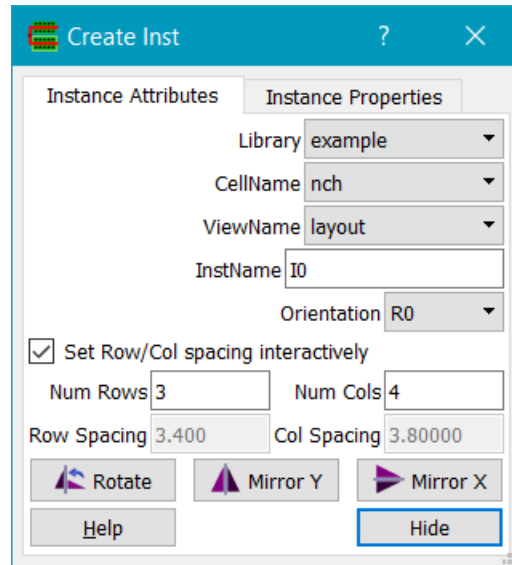 Create Inst ?
Instance Attributes Instance Properties
Library example
CellName nch
ViewName layout
InstName I0
Orientation R0
Set Row/Col spacing interactively
Num Rows 3 Num Cols 4
Row Spacing 3.400 Col Spacing 3.80000
Rotate Mirror Y Mirror X
Help Hide